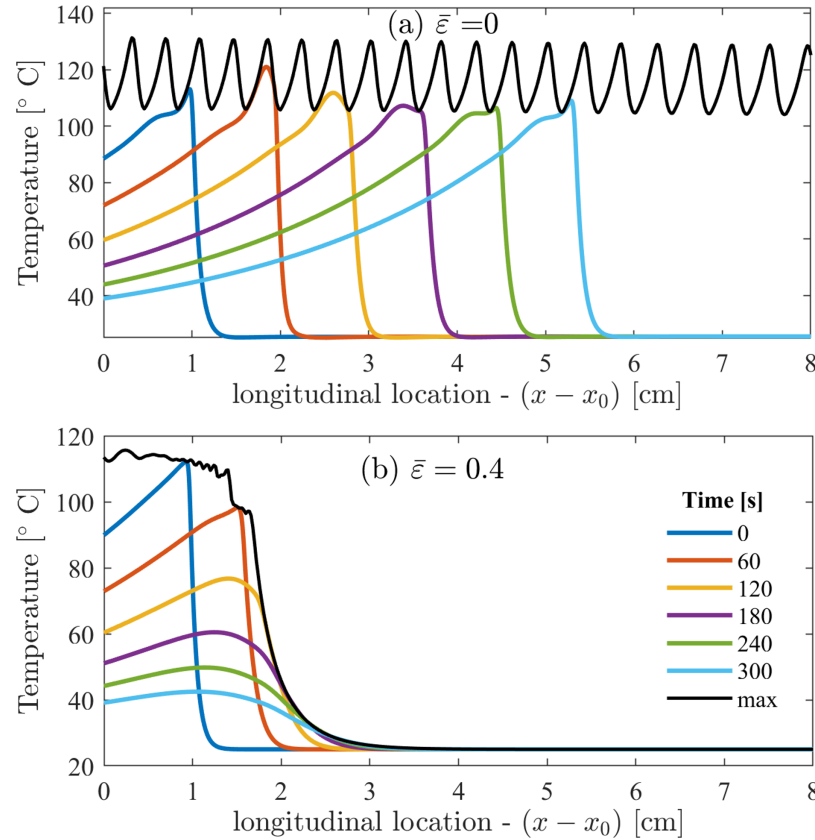 (a) ε̄ =0
140
120
100
80
60
40
Temperature [° C]
0 1 2 3 4 5 6 7 8
longitudinal location - (x − x₀) [cm]
(b) ε̄ = 0.4
120
100
80
60
40
20
Temperature [° C]
Time [s]
0
60
120
180
240
300
max
0 1 2 3 4 5 6 7 8
longitudinal location - (x − x₀) [cm]